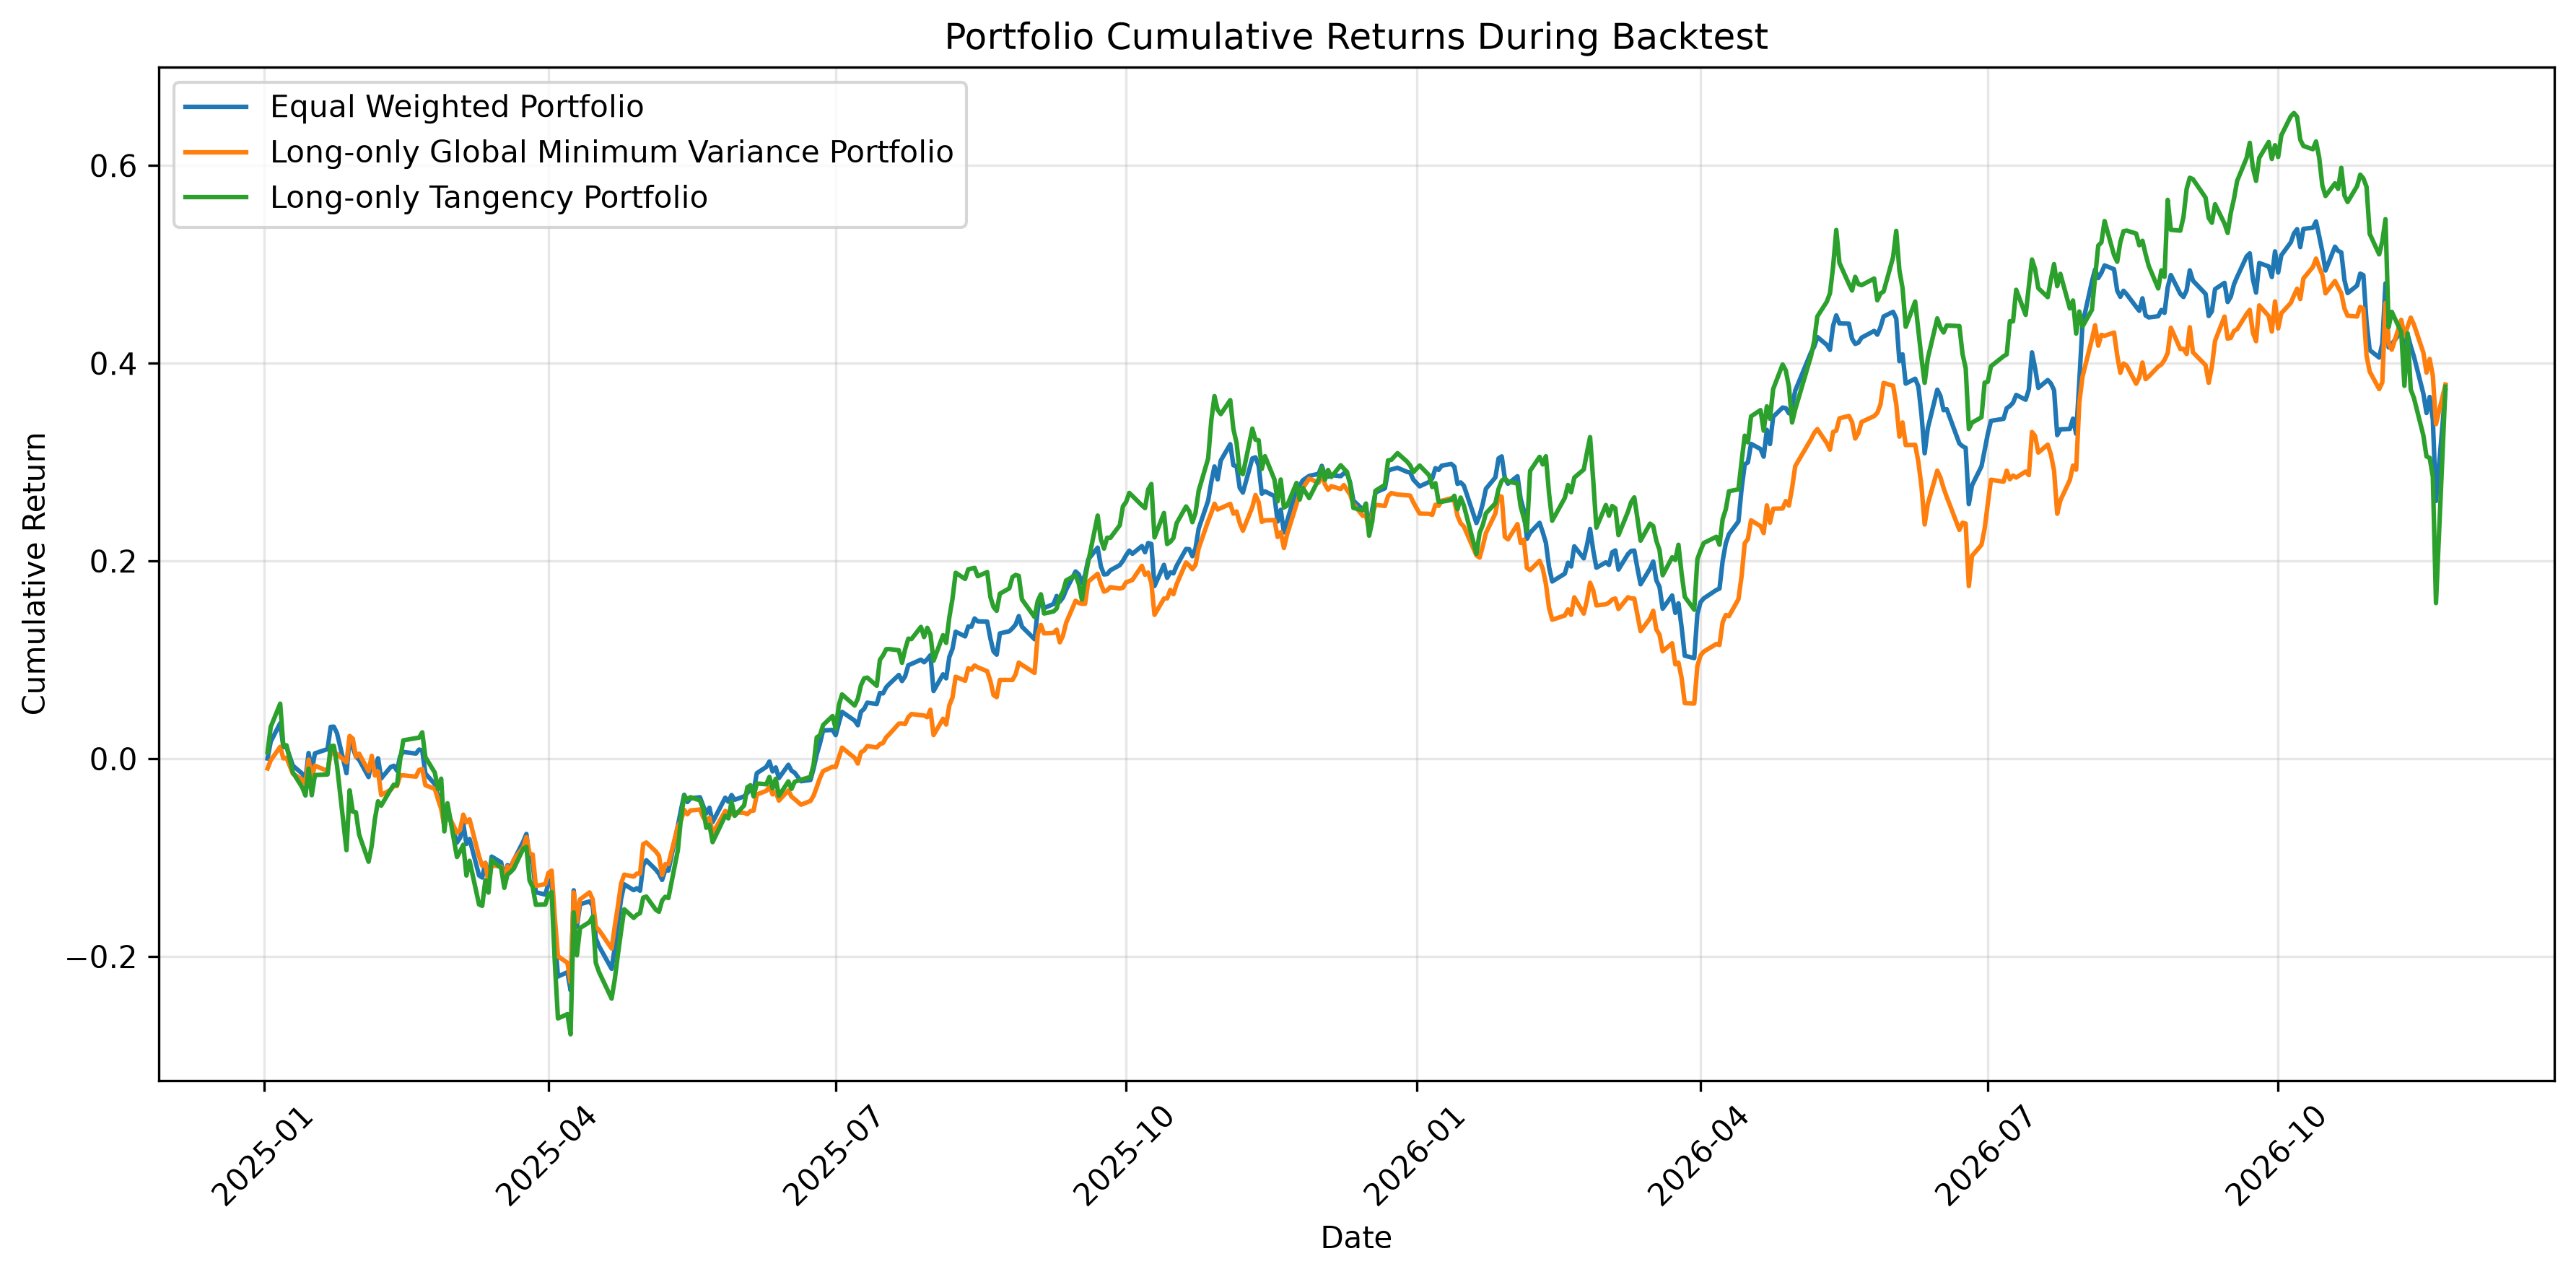 Portfolio Cumulative Returns During Backtest
Equal Weighted Portfolio
Long-only Global Minimum Variance Portfolio
Long-only Tangency Portfolio
0.6
0.4
0.2
0.0
−0.2
Cumulative Return
2025-01
2025-04
2025-07
2025-10
2026-01
2026-04
2026-07
2026-10
Date